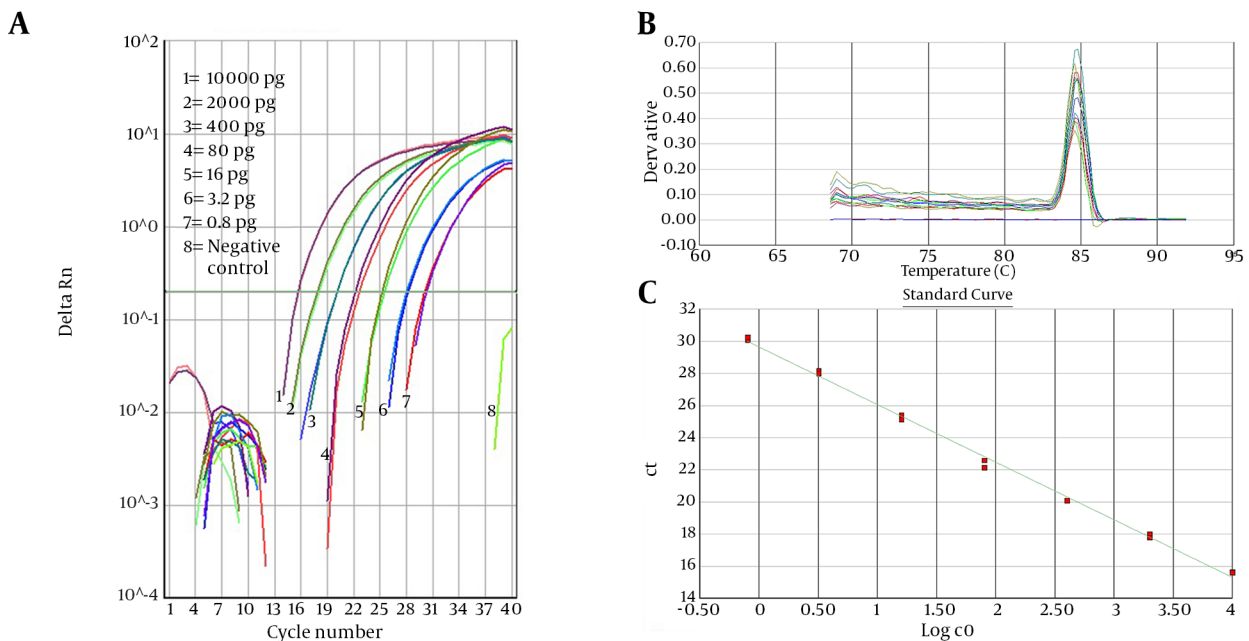 A
10^2
10^1
10^0
10^-1
10^-2
10^-3
10^-4
Delta Rn
1= 10000 pg
2= 2000 pg
3= 400 pg
4= 80 pg
5= 16 pg
6= 3.2 pg
7= 0.8 pg
8= Negative
control
1
2
3
4
5
6
7
8
1 4 7 10 13 16 19 22 25 28 31 34 37 40
Cycle number
B
0.70
0.60
0.50
0.40
0.30
0.20
0.10
0.00
-0.10
Derv ative
60 65 70 75 80 85 90 95
Temperature (C)
C
Standard Curve
32
30
28
26
24
22
20
18
16
14
ct
-0.50 0 0.50 1 1.50 2 2.50 3 3.50 4
Log c0